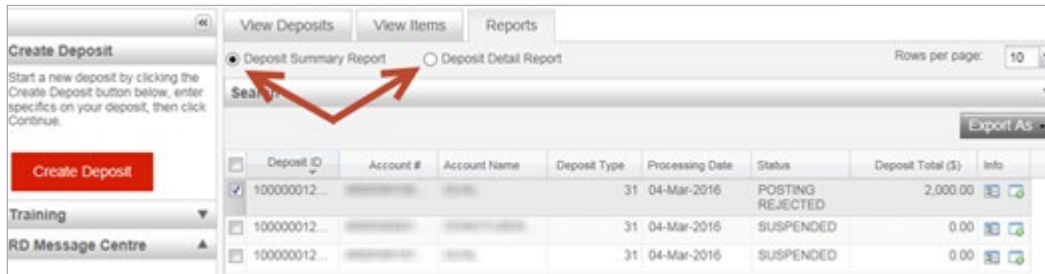 View Deposits View Items Reports
Create Deposit
Deposit Summary Report Deposit Detail Report Rows per page: 10
Start a new deposit by clicking the
Create Deposit button below, enter
specifics on your deposit, then click
Continue.
Export As
Create Deposit
Deposit ID Account # Account Name Deposit Type Processing Date Status Deposit Total ($) Info
100000012... 31 04-Mar-2016 POSTING
REJECTED 2,000.00
Training
100000012... 31 04-Mar-2016 SUSPENDED 0.00
RD Message Centre
100000012... 31 04-Mar-2016 SUSPENDED 0.00